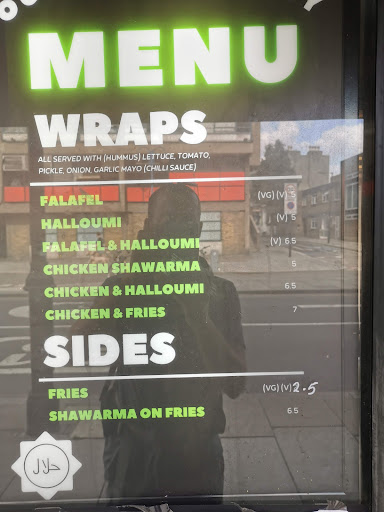 MENU
WRAPS
ALL SERVED WITH (HUMMUS) LETTUCE, TOMATO,
PICKLE, ONION, GARLIC MAYO (CHILLI SAUCE)
FALAFEL (VG) (V) 5
HALLOUMI (V) 5
FALAFEL & HALLOUMI (V) 6.5
CHICKEN SHAWARMA 5
CHICKEN & HALLOUMI 6.5
CHICKEN & FRIES 7
SIDES
FRIES (VG) (V) 2.5
SHAWARMA ON FRIES 6.5
حلال